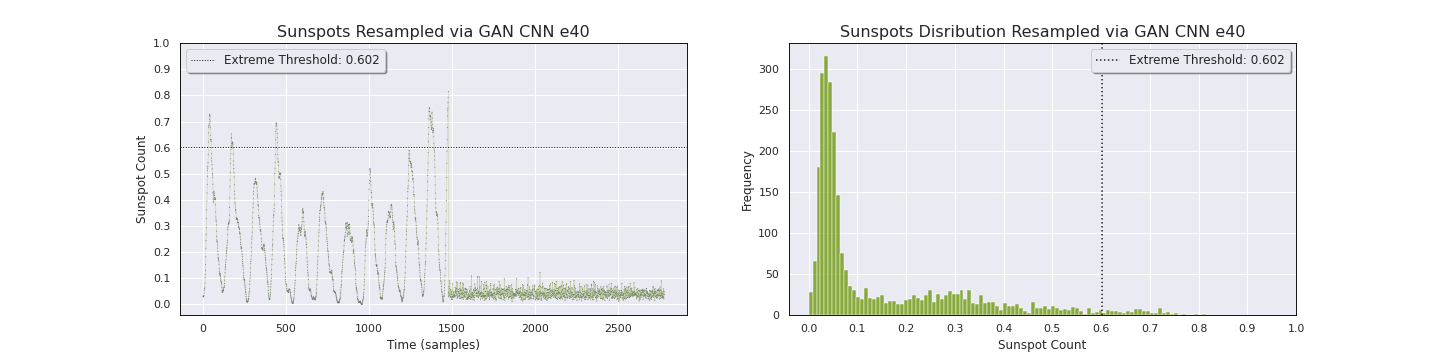 Sunspots Resampled via GAN CNN e40
Extreme Threshold: 0.602
Sunspot Count
1.0
0.9
0.8
0.7
0.6
0.5
0.4
0.3
0.2
0.1
0.0
0 500 1000 1500 2000 2500
Time (samples)
Sunspots Disribution Resampled via GAN CNN e40
Extreme Threshold: 0.602
Frequency
300
250
200
150
100
50
0
0.0 0.1 0.2 0.3 0.4 0.5 0.6 0.7 0.8 0.9 1.0
Sunspot Count